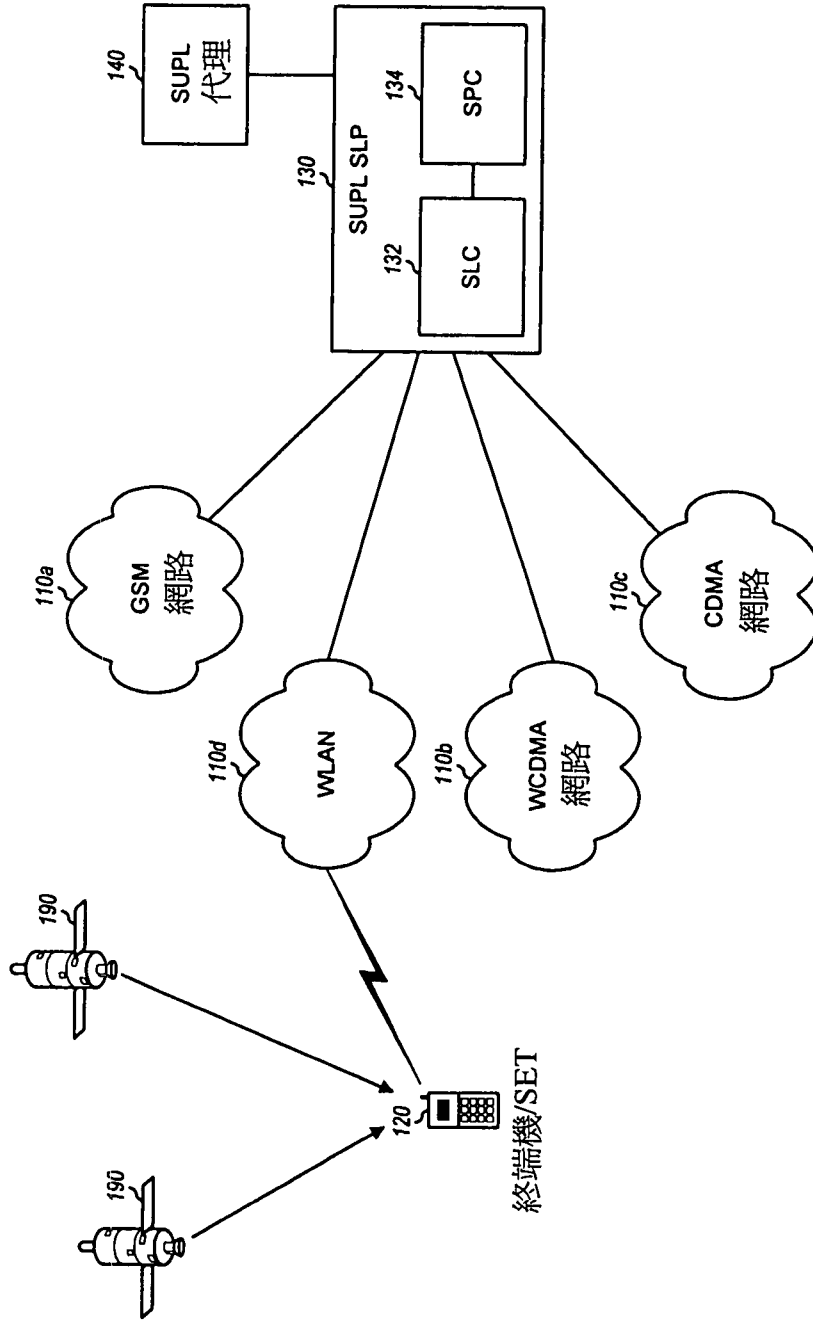 190
190
120
終端機/SET
110a
GSM
網路
110d
WLAN
110b
WCDMA
網路
110c
CDMA
網路
140
SUPL
代理
130
SUPL SLP
132
SLC
134
SPC